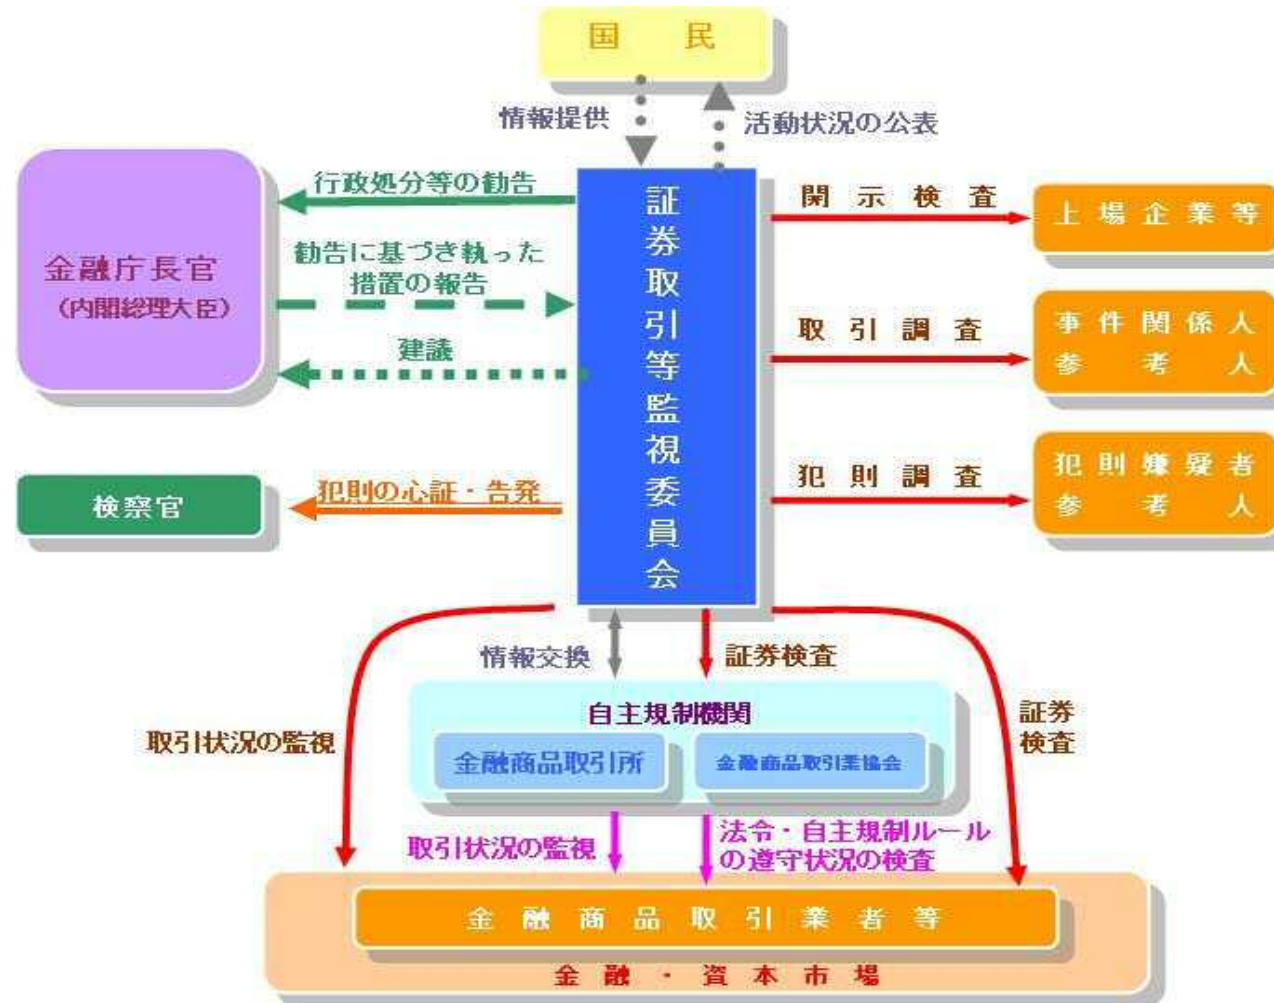 国民
情報提供
活動状況の公表
行政処分等の勧告
勧告に基づき執った
措置の報告
建議
金融庁長官
（内閣総理大臣）
検察官
犯則の心証・告発
証券取引等監視委員会
開示検査
上場企業等
取引調査
事件関係人
参考人
犯則調査
犯則嫌疑者
参考人
情報交換
証券検査
取引状況の監視
証券
検査
自主規制機関
金融商品取引所
金融商品取引業協会
取引状況の監視
法令・自主規制ルール
の遵守状況の検査
金融商品取引業者等
金融・資本市場